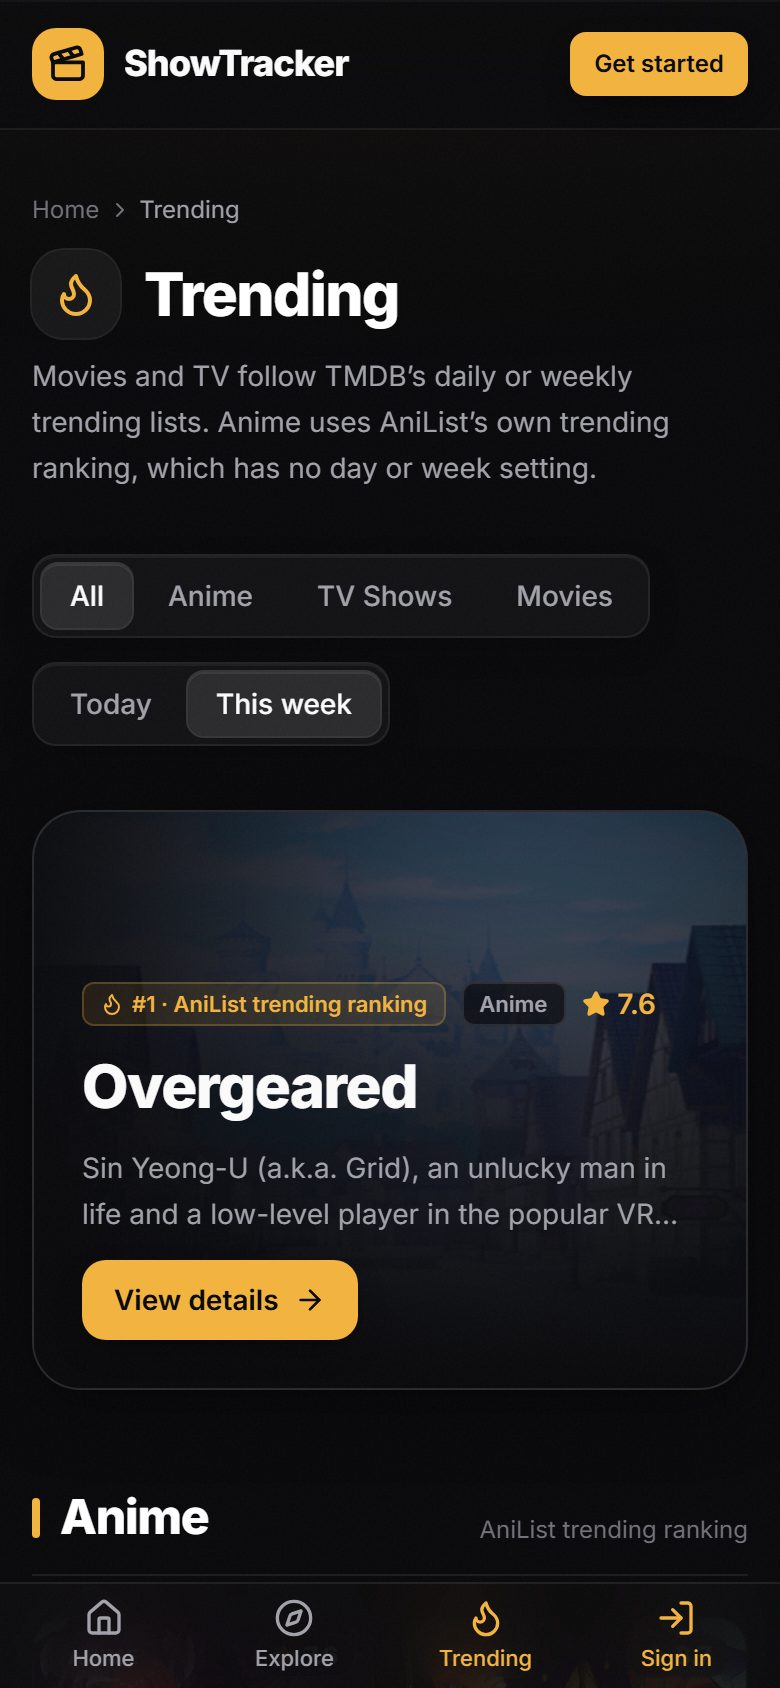 ShowTracker
Get started
Home > Trending
Trending
Movies and TV follow TMDB’s daily or weekly
trending lists. Anime uses AniList’s own trending
ranking, which has no day or week setting.
All Anime TV Shows Movies
Today This week
#1 · AniList trending ranking Anime 7.6
Overgeared
Sin Yeong-U (a.k.a. Grid), an unlucky man in
life and a low-level player in the popular VR...
View details
Anime
AniList trending ranking
Home Explore Trending Sign in